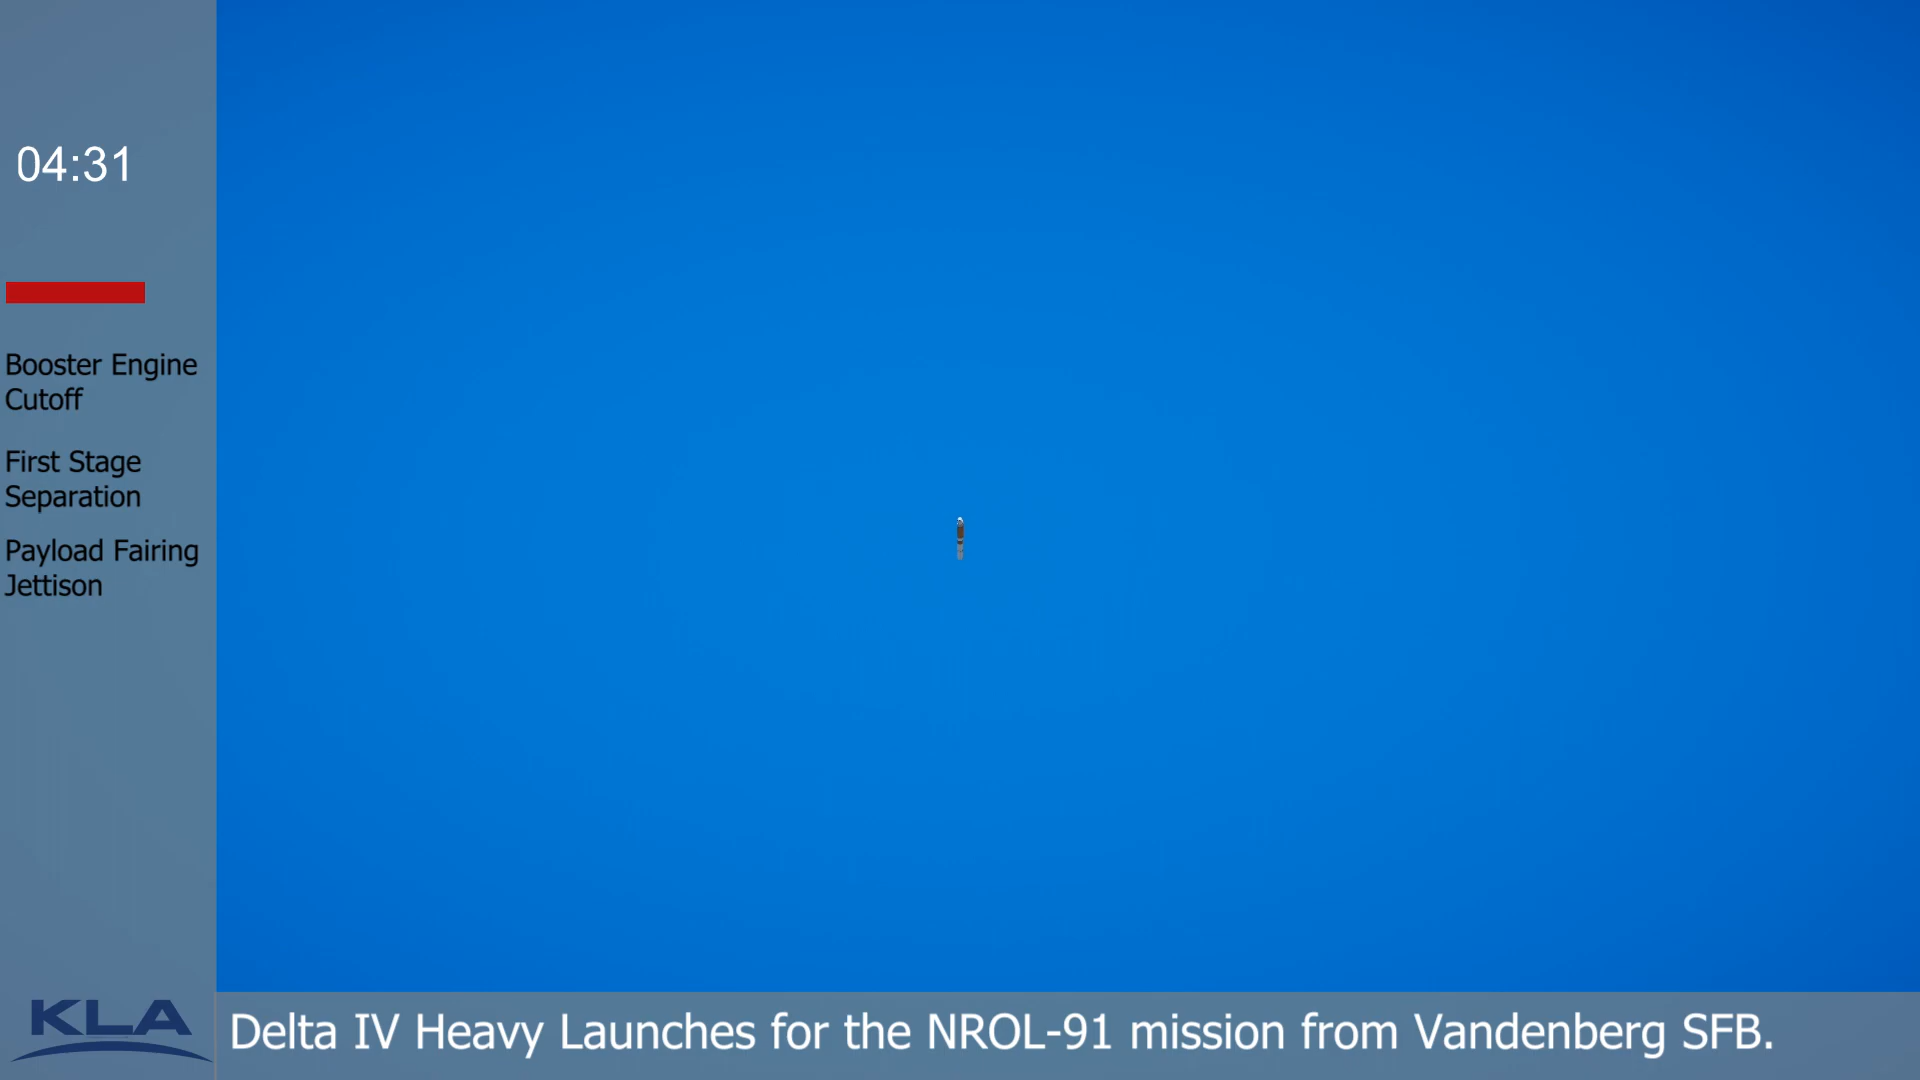 04:31
Booster Engine
Cutoff
First Stage
Separation
Payload Fairing
Jettison
KLA
Delta IV Heavy Launches for the NROL-91 mission from Vandenberg SFB.